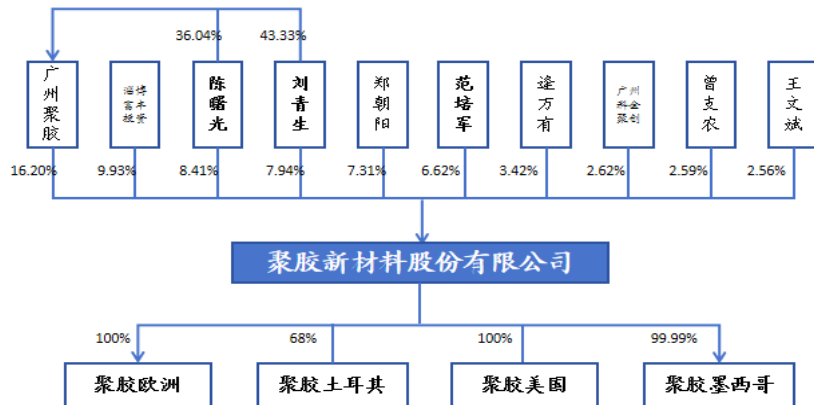 36.04%
43.33%
广州聚胶
淄博
富丰
投资
陈曙光
刘青生
郑朝阳
范培军
逄万有
广州
科金
聚创
曾支农
王文斌
16.20%
9.93%
8.41%
7.94%
7.31%
6.62%
3.42%
2.62%
2.59%
2.56%
聚胶新材料股份有限公司
100%
68%
100%
99.99%
聚胶欧洲
聚胶土耳其
聚胶美国
聚胶墨西哥